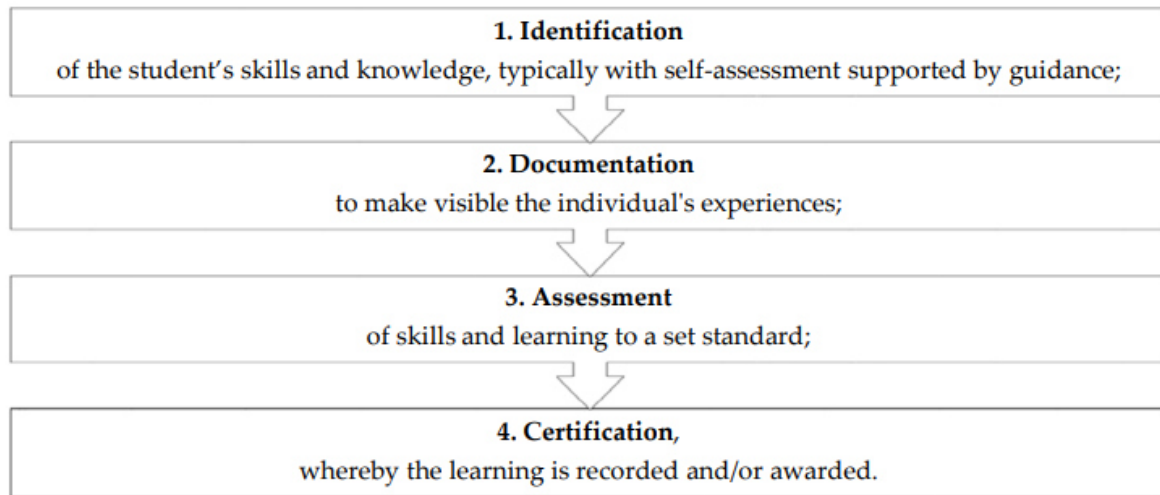 1. Identification
of the student’s skills and knowledge, typically with self-assessment supported by guidance;
2. Documentation
to make visible the individual's experiences;
3. Assessment
of skills and learning to a set standard;
4. Certification,
whereby the learning is recorded and/or awarded.